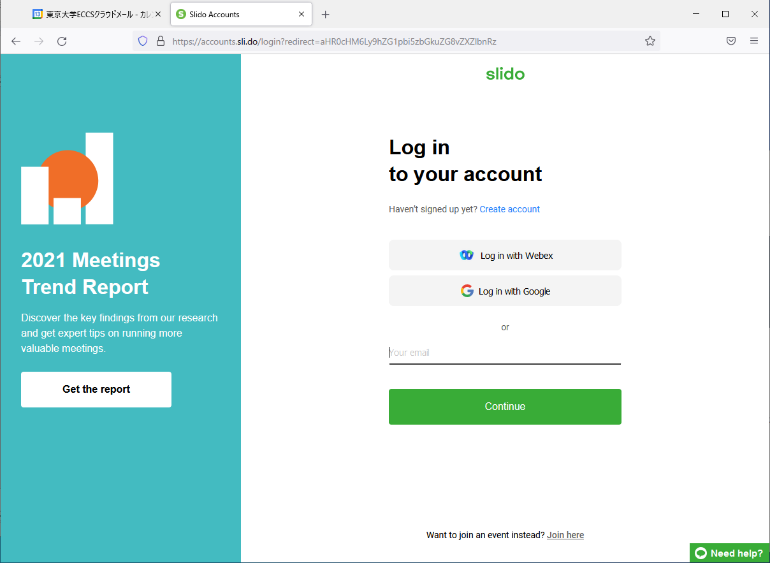 東京大学ECCSクラウドメール - カレ
Slido Accounts
https://accounts.sli.do/login?redirect=aHR0cHM6Ly9hZG1pbi5zbGkuZG8vZXZlbnRz
slido
Log in
to your account
Haven't signed up yet? Create account
Log in with Webex
Log in with Google
or
Your email
Continue
Want to join an event instead? Join here
2021 Meetings
Trend Report
Discover the key findings from our research
and get expert tips on running more
valuable meetings.
Get the report
Need help?